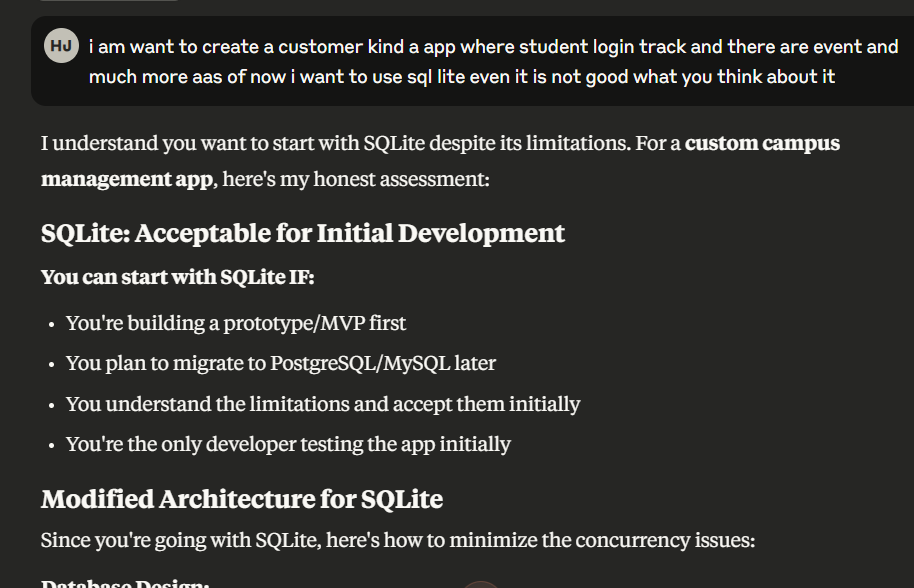 HJ
i am want to create a customer kind a app where student login track and there are event and
much more aas of now i want to use sql lite even it is not good what you think about it
I understand you want to start with SQLite despite its limitations. For a custom campus
management app, here's my honest assessment:
SQLite: Acceptable for Initial Development
You can start with SQLite IF:
• You're building a prototype/MVP first
• You plan to migrate to PostgreSQL/MySQL later
• You understand the limitations and accept them initially
• You're the only developer testing the app initially
Modified Architecture for SQLite
Since you're going with SQLite, here's how to minimize the concurrency issues:
Database Design: